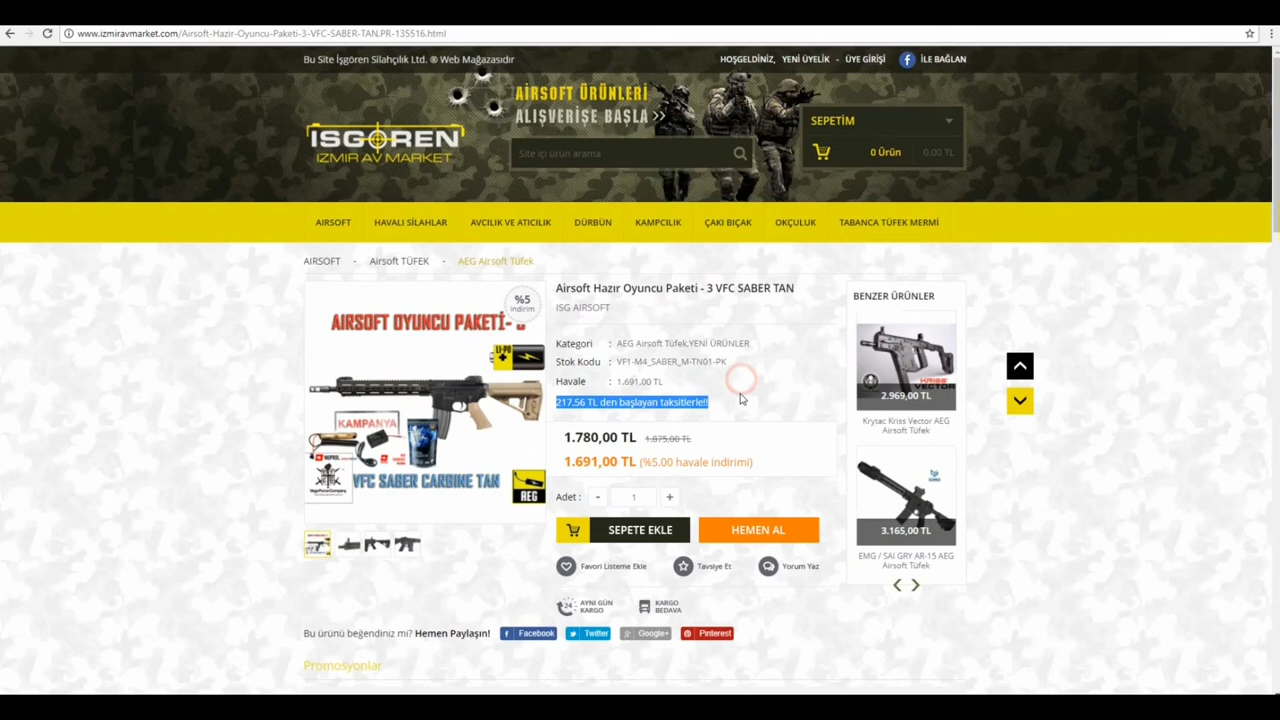 www.izmiravmarket.com/Airsoft-Hazir-Oyuncu-Paketi-3-VFC-SABER-TAN,PR-135516.html
Bu Site İşgören Silahçılık Ltd. ® Web Mağazasıdır
HOŞGELDİNİZ, YENİ ÜYELİK - ÜYE GİRİŞİ f İLE BAĞLAN
AİRSOFT ÜRÜNLERİ
ALIŞVERİŞE BAŞLA >>
ISGOREN
IZMIR AV MARKET
Site içi ürün arama
SEPETİM
0 Ürün 0.00 TL
AIRSOFT HAVALI SİLAHLAR AVCILIK VE ATICILIK DÜRBÜN KAMPCILIK ÇAKI BIÇAK OKÇULUK TABANCA TÜFEK MERMİ
AIRSOFT - Airsoft TÜFEK - AEG Airsoft Tüfek
%5
indirim
AIRSOFT OYUNCU PAKETİ-
LI-PO
KAMPANYA
VFC SABER CARBINE TAN
AEG
Airsoft Hazır Oyuncu Paketi - 3 VFC SABER TAN
ISG AIRSOFT
Kategori : AEG Airsoft Tüfek,YENİ ÜRÜNLER
Stok Kodu : VF1-M4_SABER_M-TN01-PK
Havale : 1.691,00 TL
217,56 TL den başlayan taksitlerle!!
1.780,00 TL 1.875,00 TL
1.691,00 TL (%5.00 havale indirimi)
Adet : - 1 +
SEPETE EKLE HEMEN AL
Favori Listeme Ekle Tavsiye Et Yorum Yaz
24 AYNI GÜN KARGO
KARGO BEDAVA
Bu ürünü beğendiniz mi? Hemen Paylaşın! Facebook Twitter Google+ Pinterest
Promosyonlar
BENZER ÜRÜNLER
2.969,00 TL
Krytac Kriss Vector AEG
Airsoft Tüfek
3.165,00 TL
EMG / SAI GRY AR-15 AEG
Airsoft Tüfek